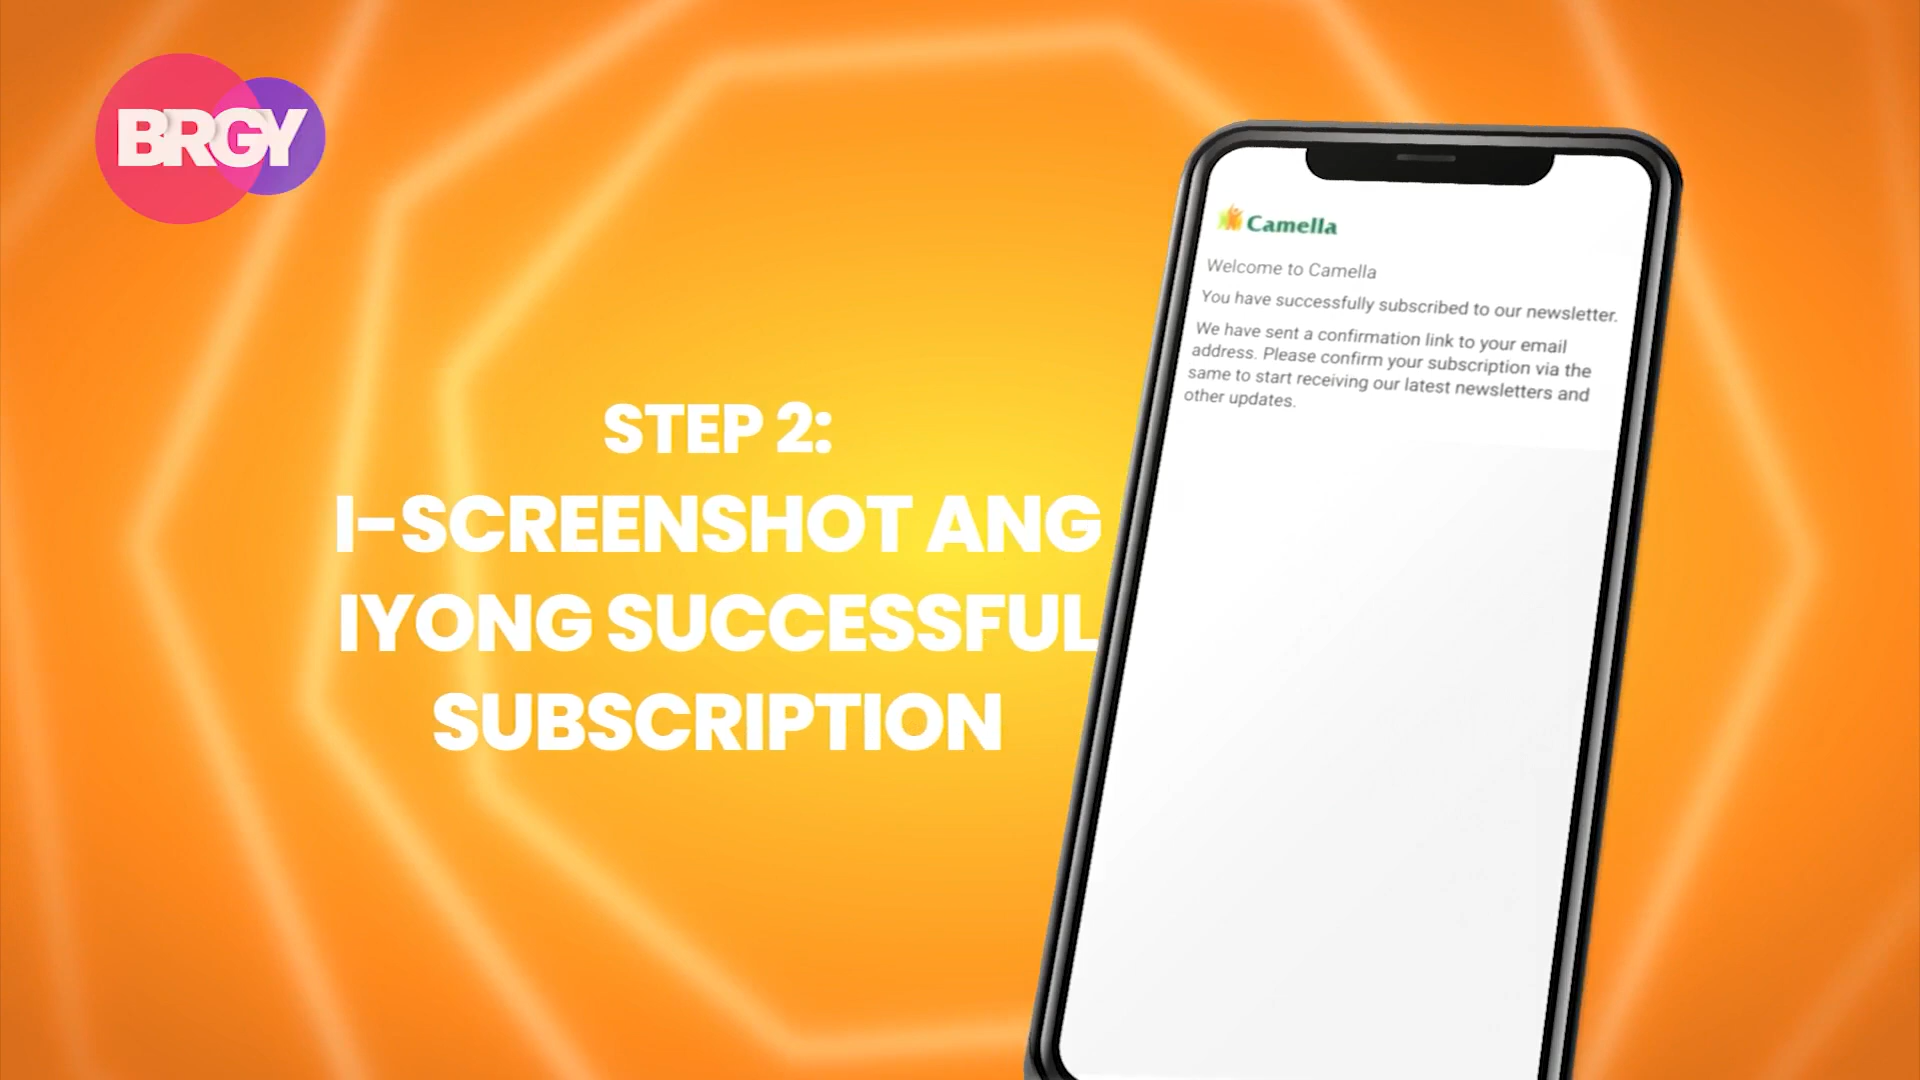 BRGY
STEP 2:
I-SCREENSHOT ANG
IYONG SUCCESSFUL
SUBSCRIPTION
Camella
Welcome to Camella
You have successfully subscribed to our newsletter.
We have sent a confirmation link to your email
address. Please confirm your subscription via the
same to start receiving our latest newsletters and
other updates.